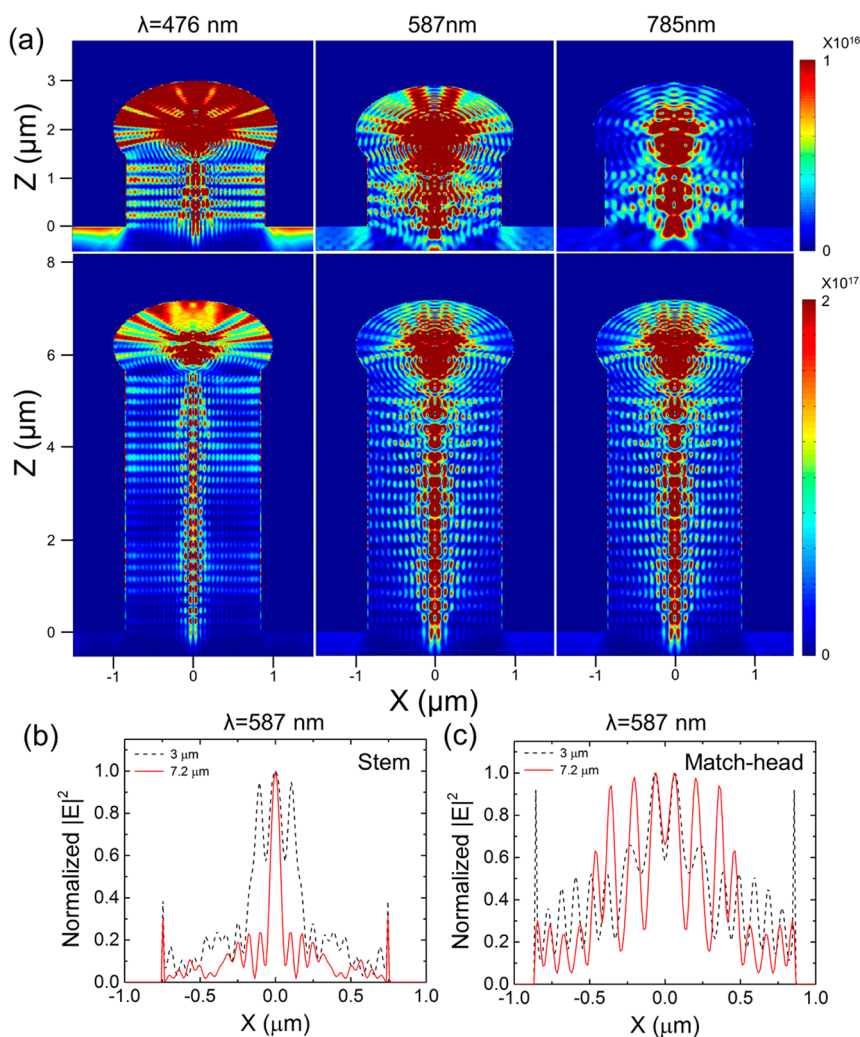 (a)
λ=476 nm
587nm
785nm
X10¹⁶
1
0
Z (µm)
3
2
1
0
X10¹⁷
2
0
Z (µm)
8
6
4
2
0
-1 0 1 -1 0 1 -1 0 1
X (µm)
(b)
λ=587 nm
3 µm
7.2 µm
Stem
Normalized |E|²
1.0
0.8
0.6
0.4
0.2
0.0
-1.0 -0.5 0.0 0.5 1.0
X (µm)
(c)
λ=587 nm
3 µm
7.2 µm
Match-head
Normalized |E|²
1.0
0.8
0.6
0.4
0.2
0.0
-1.0 -0.5 0.0 0.5 1.0
X (µm)